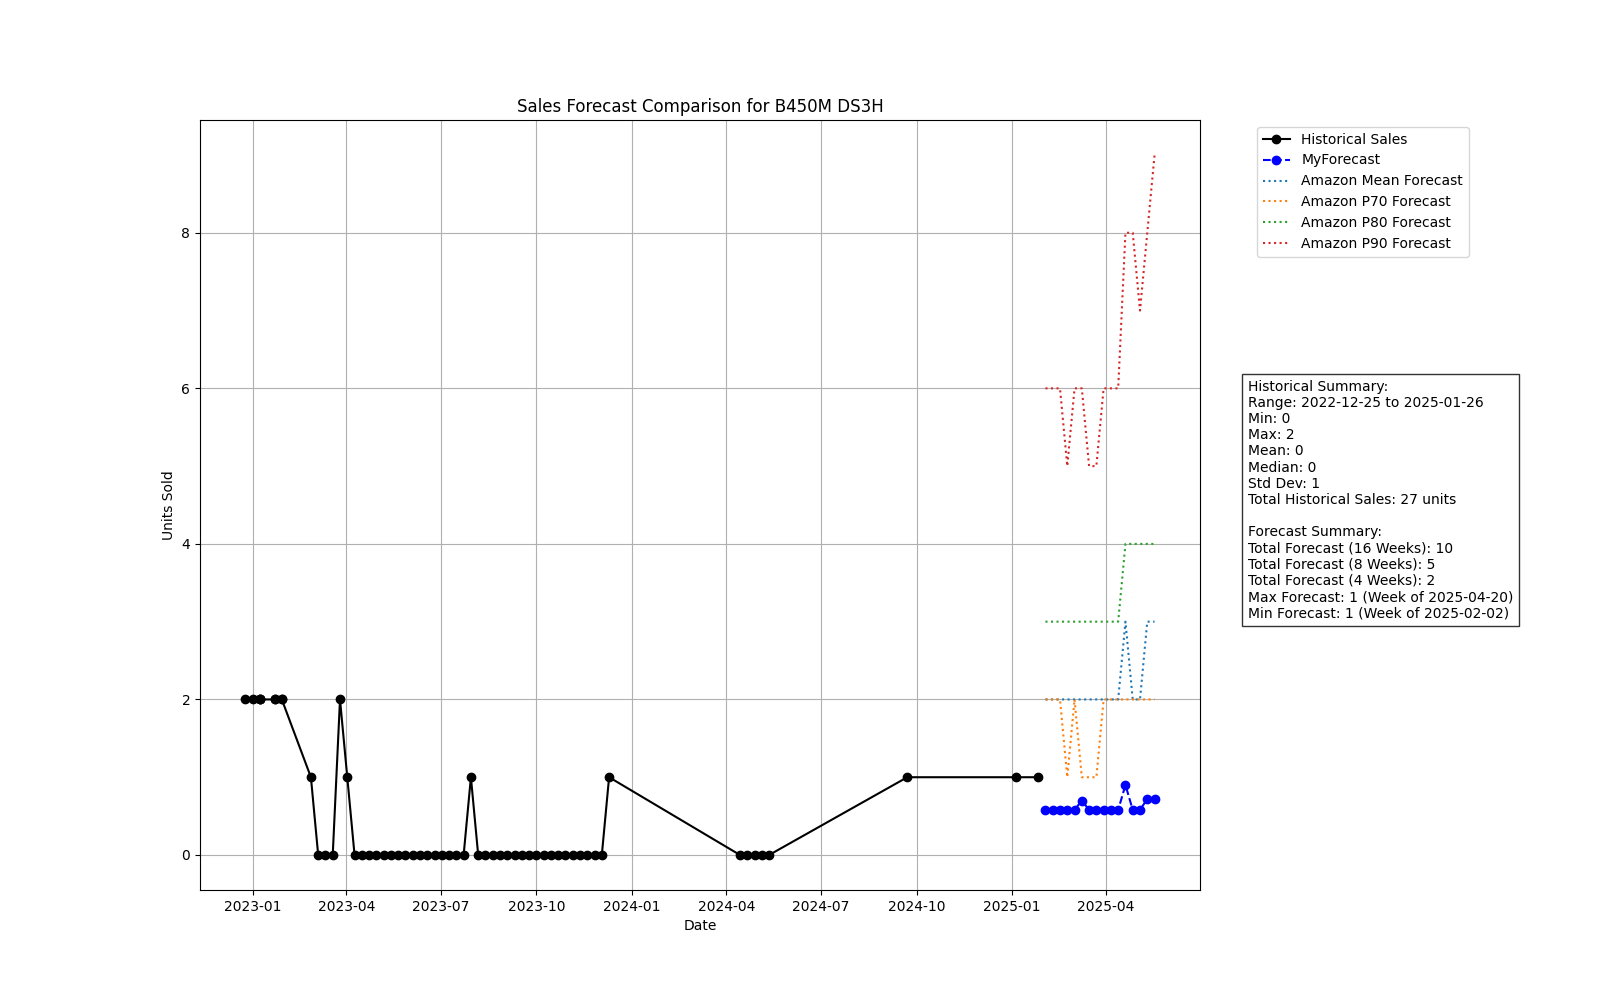 Sales Forecast Comparison for B450M DS3H
Historical Sales
MyForecast
Amazon Mean Forecast
Amazon P70 Forecast
Amazon P80 Forecast
Amazon P90 Forecast
8
6
4
2
0
Units Sold
2023-01
2023-04
2023-07
2023-10
2024-01
2024-04
2024-07
2024-10
2025-01
2025-04
Date
Historical Summary:
Range: 2022-12-25 to 2025-01-26
Min: 0
Max: 2
Mean: 0
Median: 0
Std Dev: 1
Total Historical Sales: 27 units
Forecast Summary:
Total Forecast (16 Weeks): 10
Total Forecast (8 Weeks): 5
Total Forecast (4 Weeks): 2
Max Forecast: 1 (Week of 2025-04-20)
Min Forecast: 1 (Week of 2025-02-02)